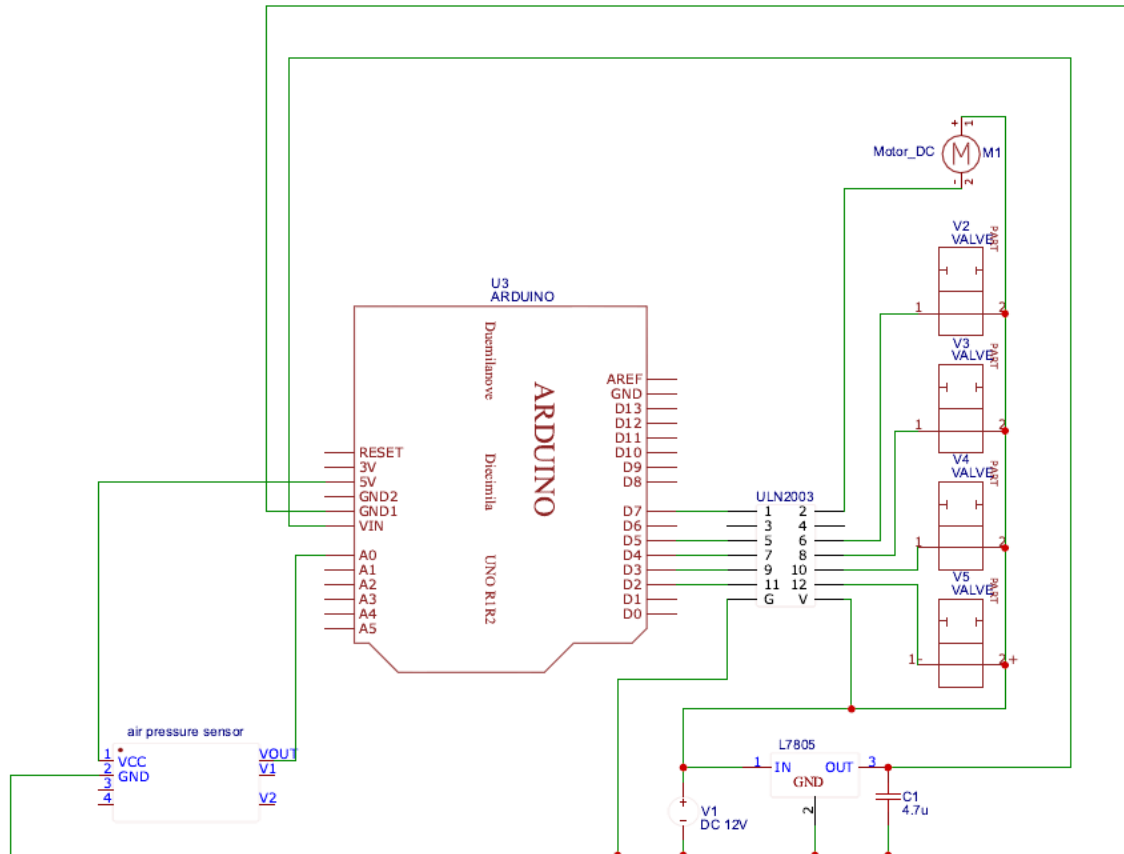 + 1
Motor_DC
M
M1
- 2
V2
VALVE
PART
1
2
V3
VALVE
PART
1
2
V4
VALVE
PART
1
2
V5
VALVE
PART
1 -
2 +
U3
ARDUINO
Duemilanove
Diecimila
UNO R1R2
ARDUINO
AREF
GND
D13
D12
D11
D10
D9
D8
D7
D6
D5
D4
D3
D2
D1
D0
RESET
3V
5V
GND2
GND1
VIN
A0
A1
A2
A3
A4
A5
ULN2003
1 2
3 4
5 6
7 8
9 10
11 12
G V
air pressure sensor
1 VCC
2 GND
3
4
VOUT
V1
V2
L7805
1 IN OUT 3
GND
2
+
-
V1
DC 12V
C1
4.7u